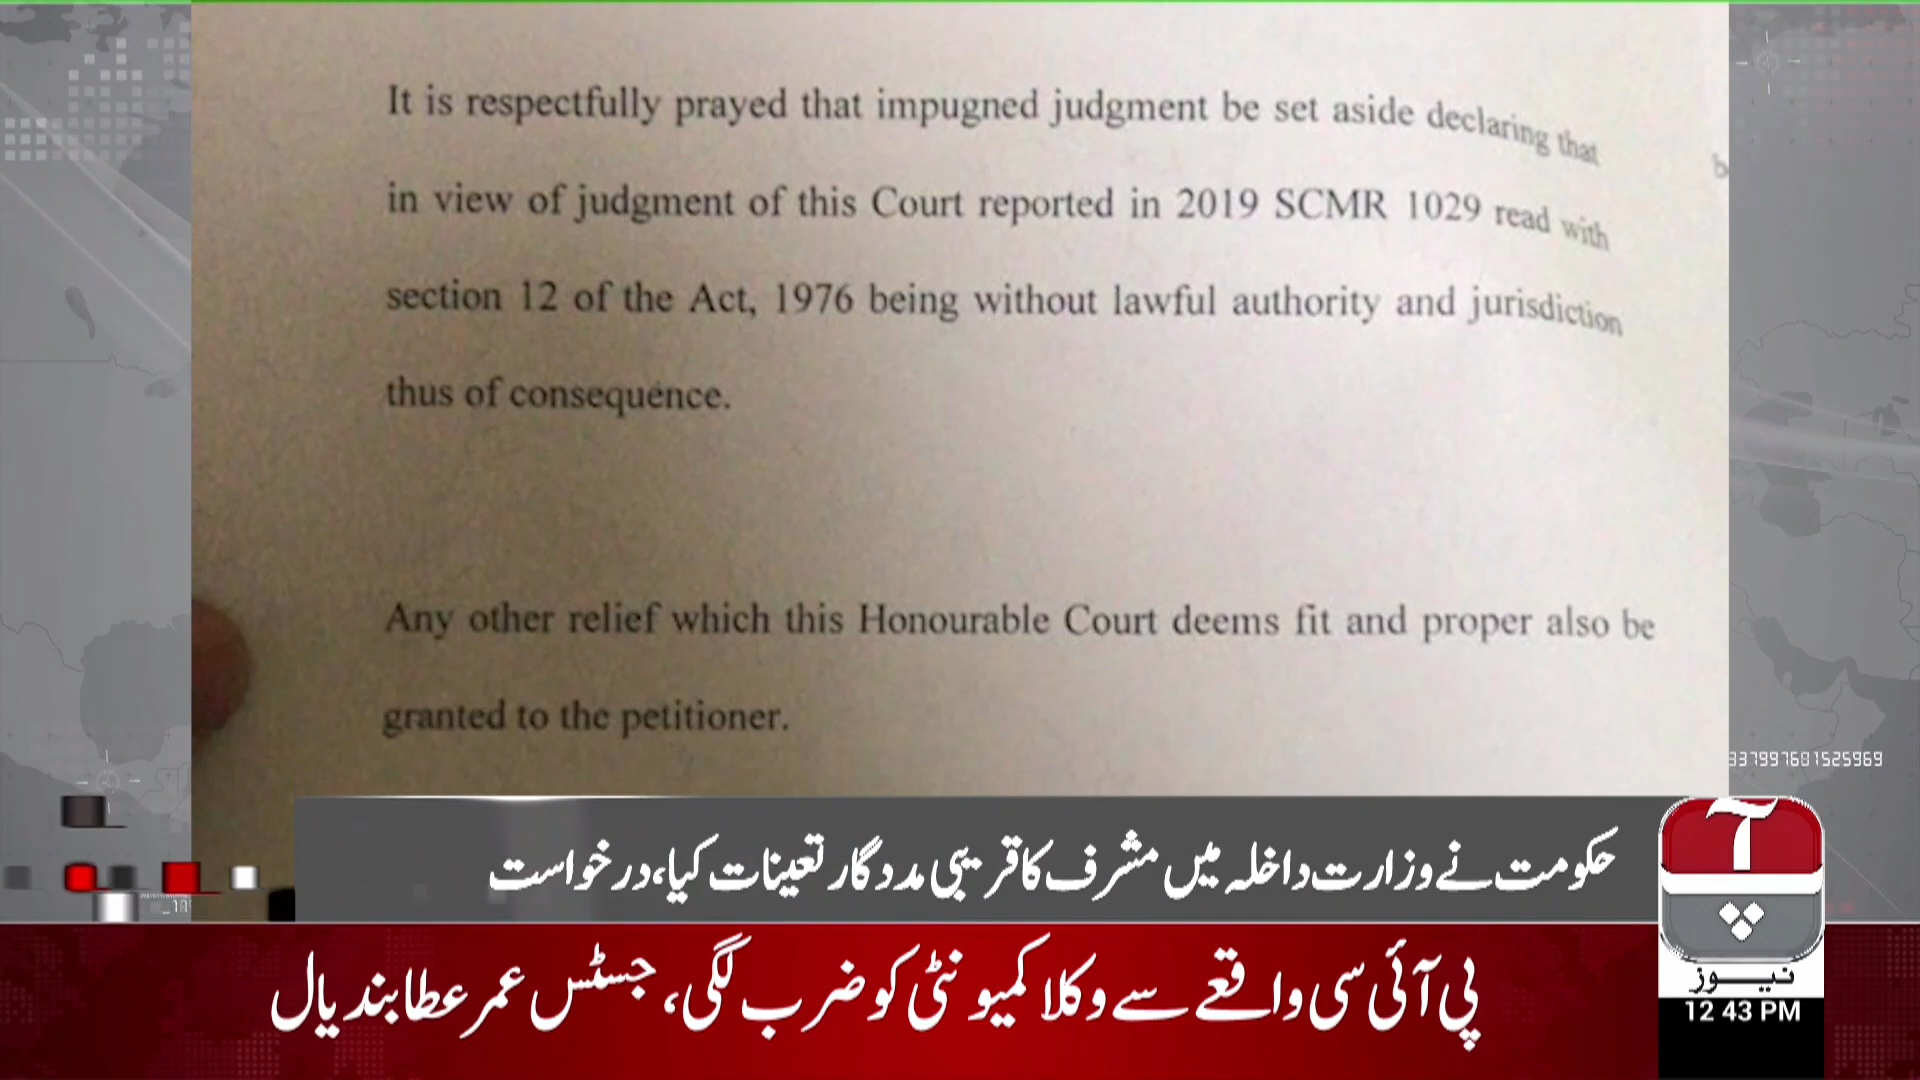 It is respectfully prayed that impugned judgment be set aside declaring that
in view of judgment of this Court reported in 2019 SCMR 1029 read with
section 12 of the Act, 1976 being without lawful authority and jurisdiction
thus of consequence.
Any other relief which this Honourable Court deems fit and proper also be
granted to the petitioner.
337997681525969
حکومت نے وزارت داخلہ میں مشرف کا قریبی مددگار تعینات کیا، درخواست
پی آئی سی واقعے سے وکلا کمیونٹی کو ضرب لگی، جسٹس عمر عطا بندیال
آپ
نیوز
12 43 PM